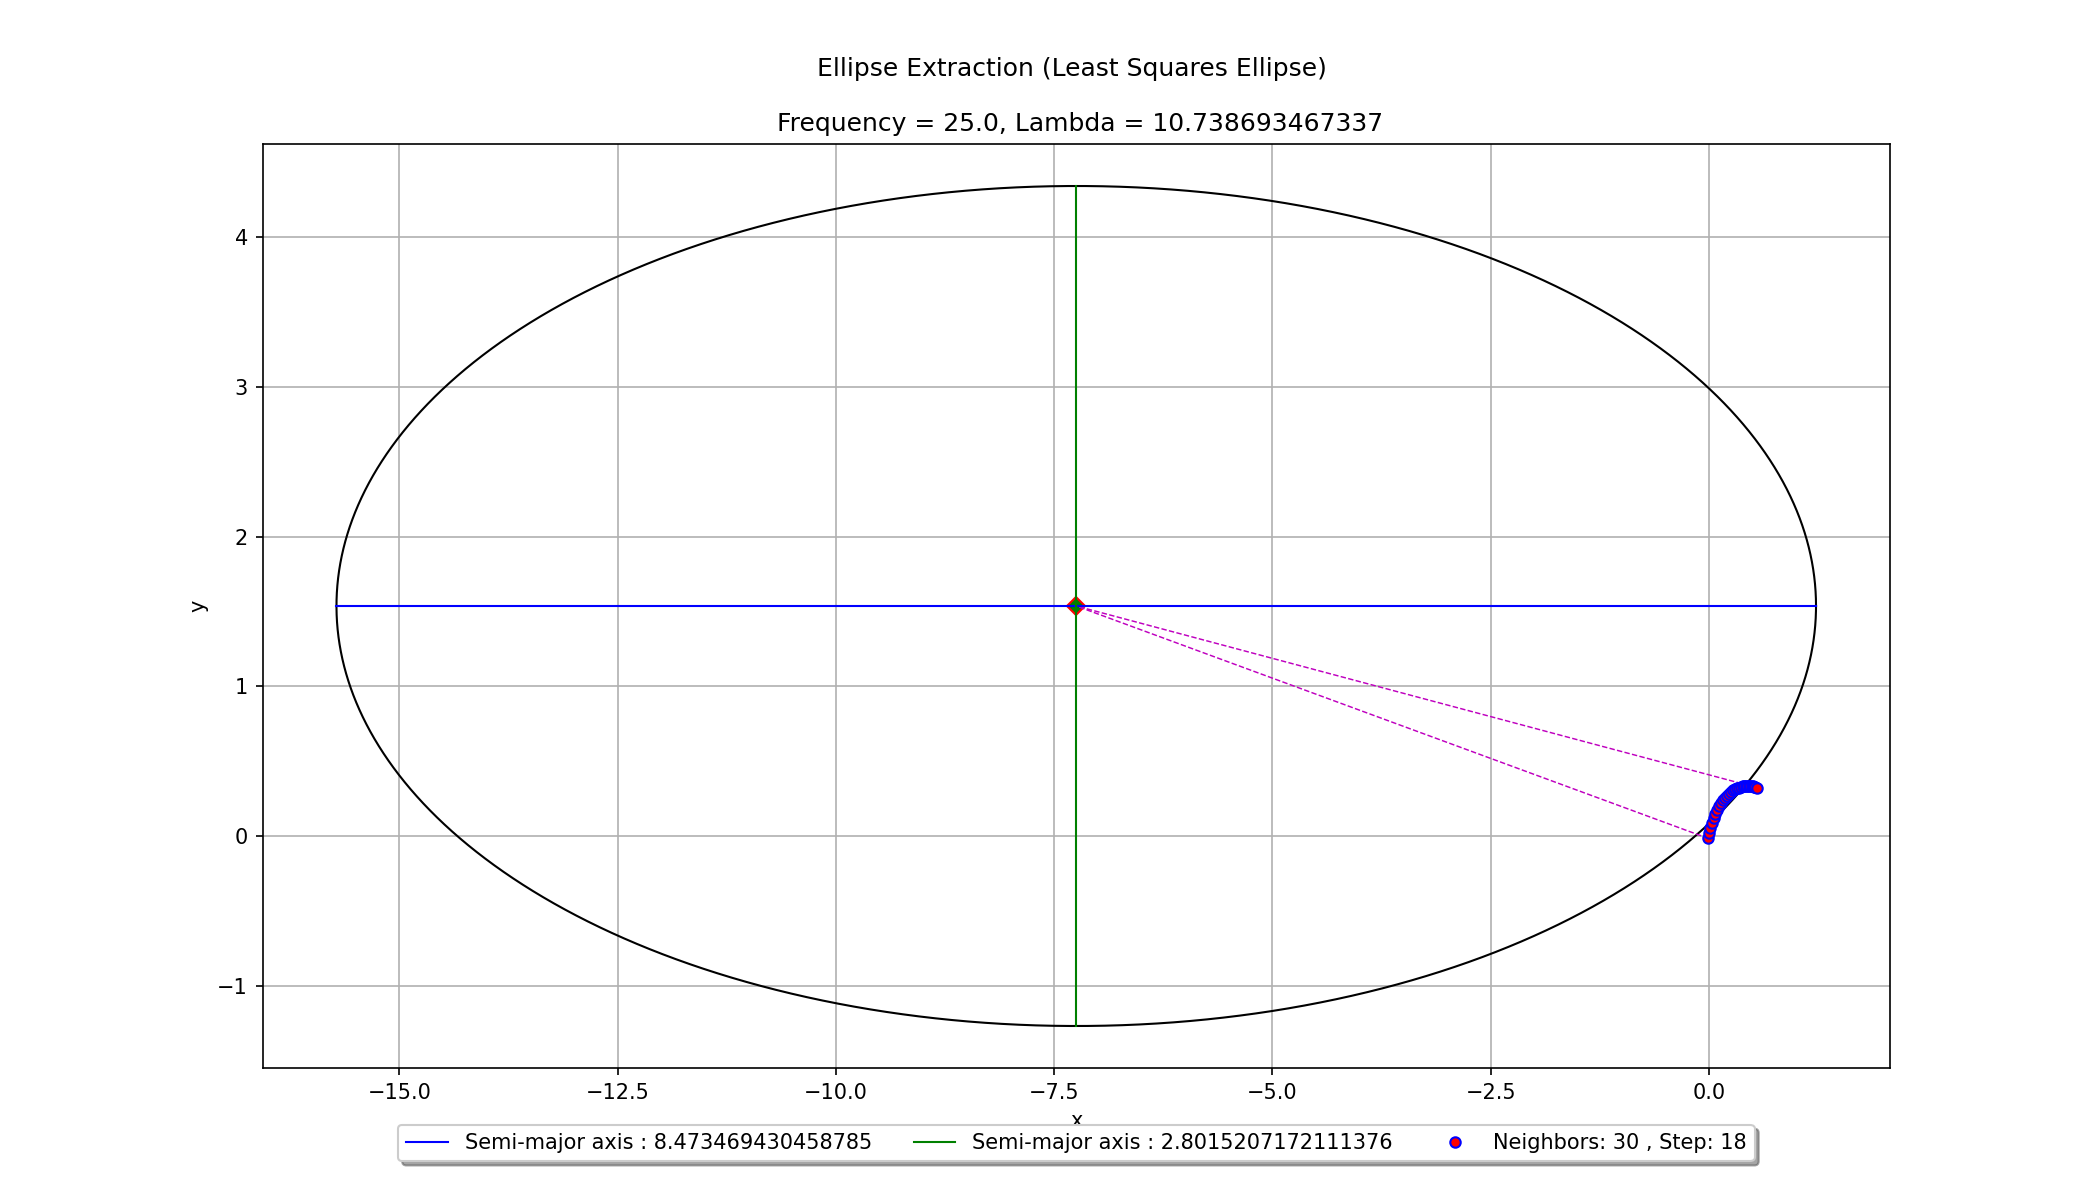 Ellipse Extraction (Least Squares Ellipse)
Frequency = 25.0, Lambda = 10.738693467337
4
3
2
1
0
−1
y
−15.0 −12.5 −10.0 −7.5 −5.0 −2.5 0.0
x
Semi-major axis : 8.473469430458785 Semi-major axis : 2.8015207172111376 Neighbors: 30 , Step: 18